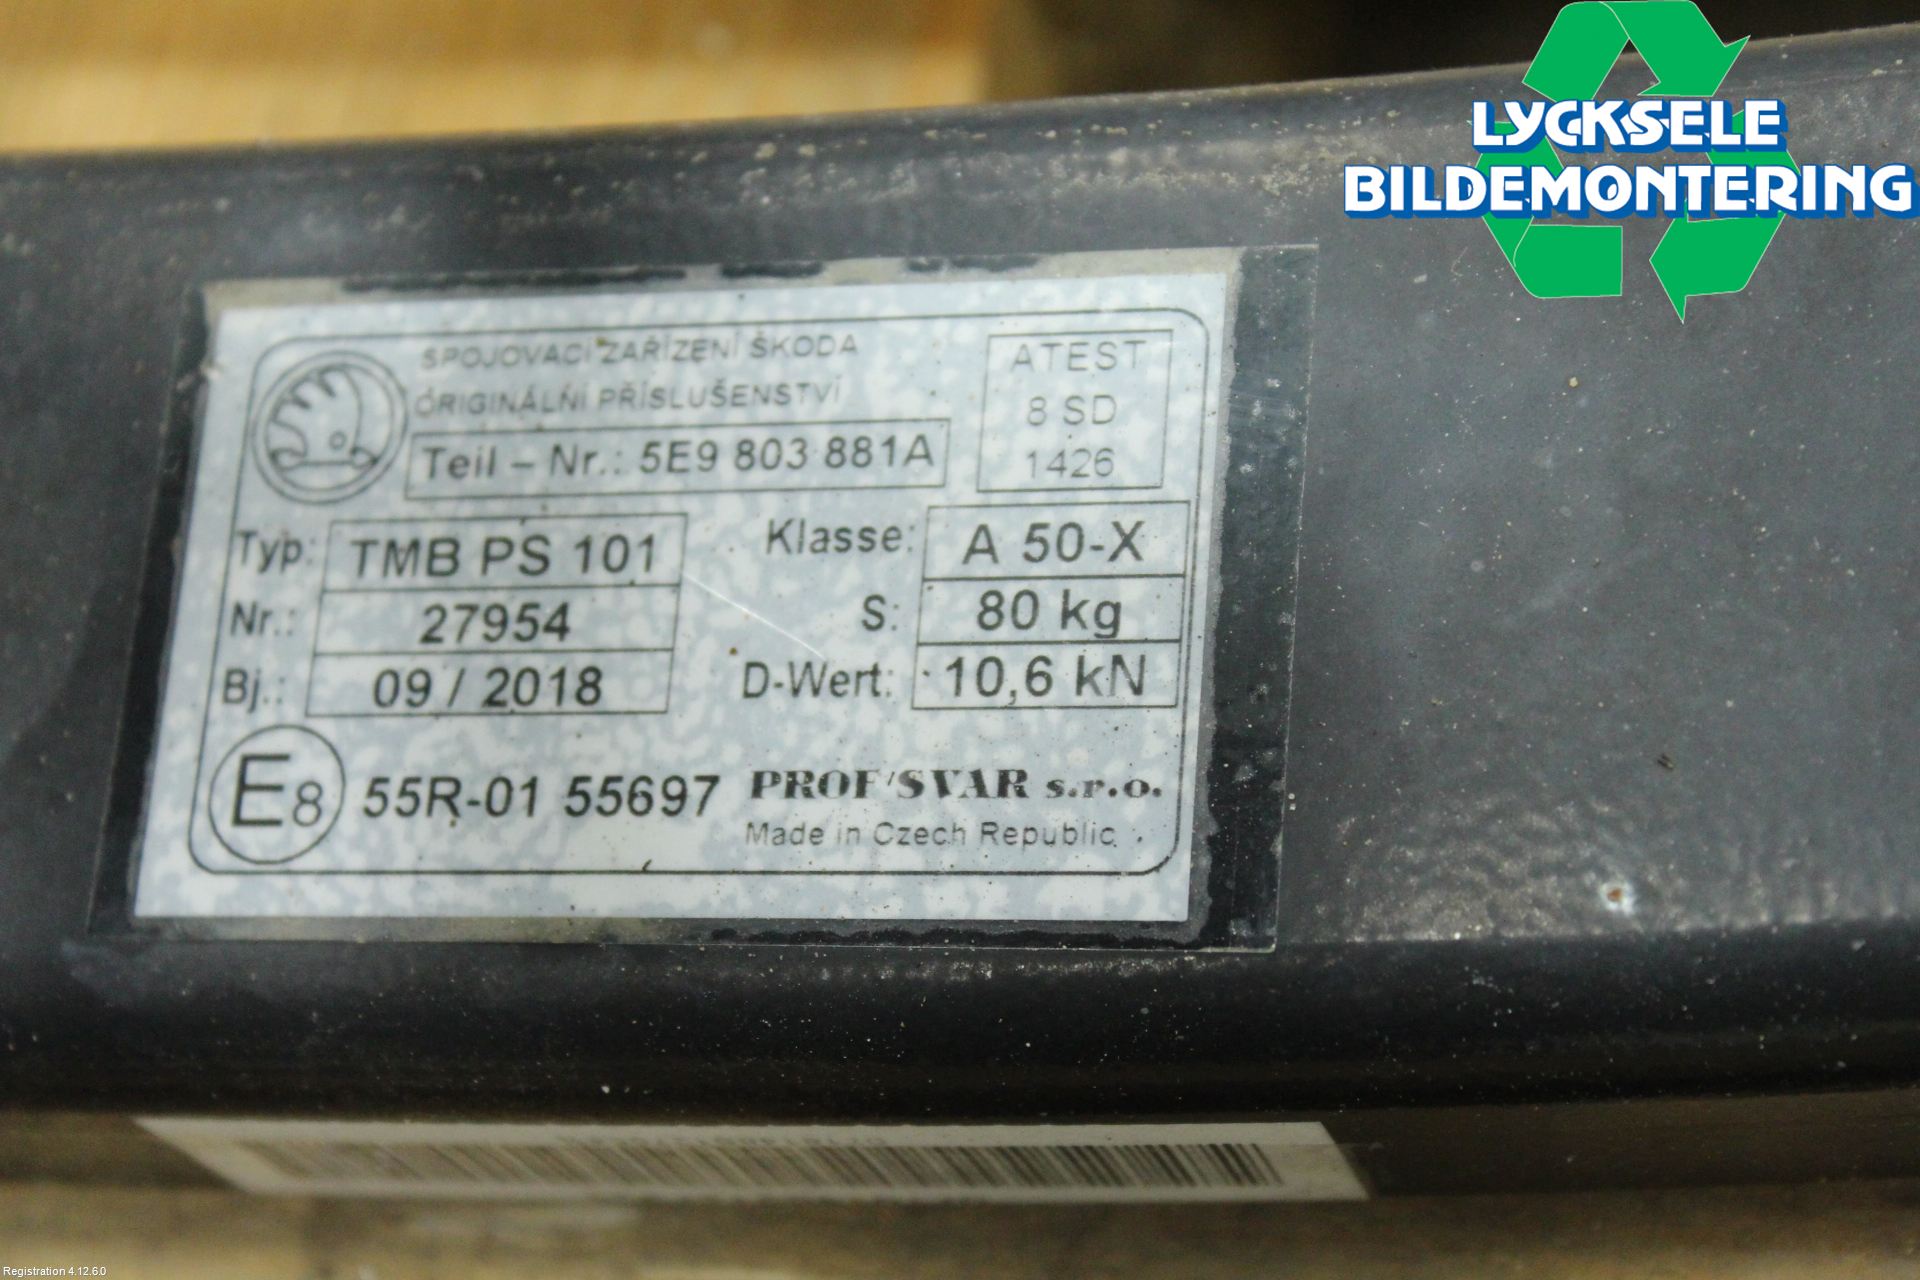 LYCKSELE
BILDEMONTERING
SPOJOVACÍ ZAŘÍZENÍ ŠKODA
ORIGINÁLNÍ PŘÍSLUŠENSTVÍ
Teil – Nr.: 5E9 803 881A
ATEST
8 SD
1426
Typ: TMB PS 101
Nr.: 27954
Bj.: 09 / 2018
Klasse: A 50-X
S: 80 kg
D-Wert: 10,6 kN
E8 55R-01 55697
PROF/SVAR s.r.o.
Made in Czech Republic
Registration 4.12.6.0